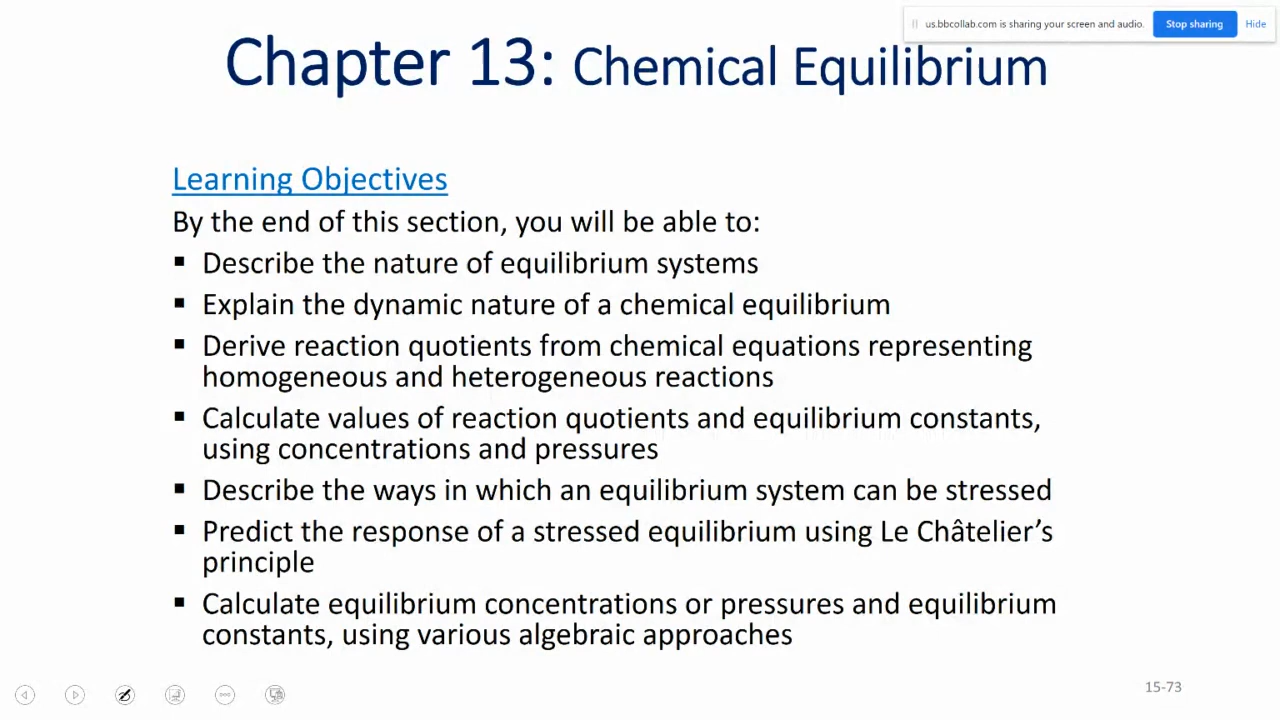 us.bbcollab.com is sharing your screen and audio. Stop sharing Hide
Chapter 13: Chemical Equilibrium
Learning Objectives
By the end of this section, you will be able to:
▪ Describe the nature of equilibrium systems
▪ Explain the dynamic nature of a chemical equilibrium
▪ Derive reaction quotients from chemical equations representing
homogeneous and heterogeneous reactions
▪ Calculate values of reaction quotients and equilibrium constants,
using concentrations and pressures
▪ Describe the ways in which an equilibrium system can be stressed
▪ Predict the response of a stressed equilibrium using Le Châtelier’s
principle
▪ Calculate equilibrium concentrations or pressures and equilibrium
constants, using various algebraic approaches
15-73